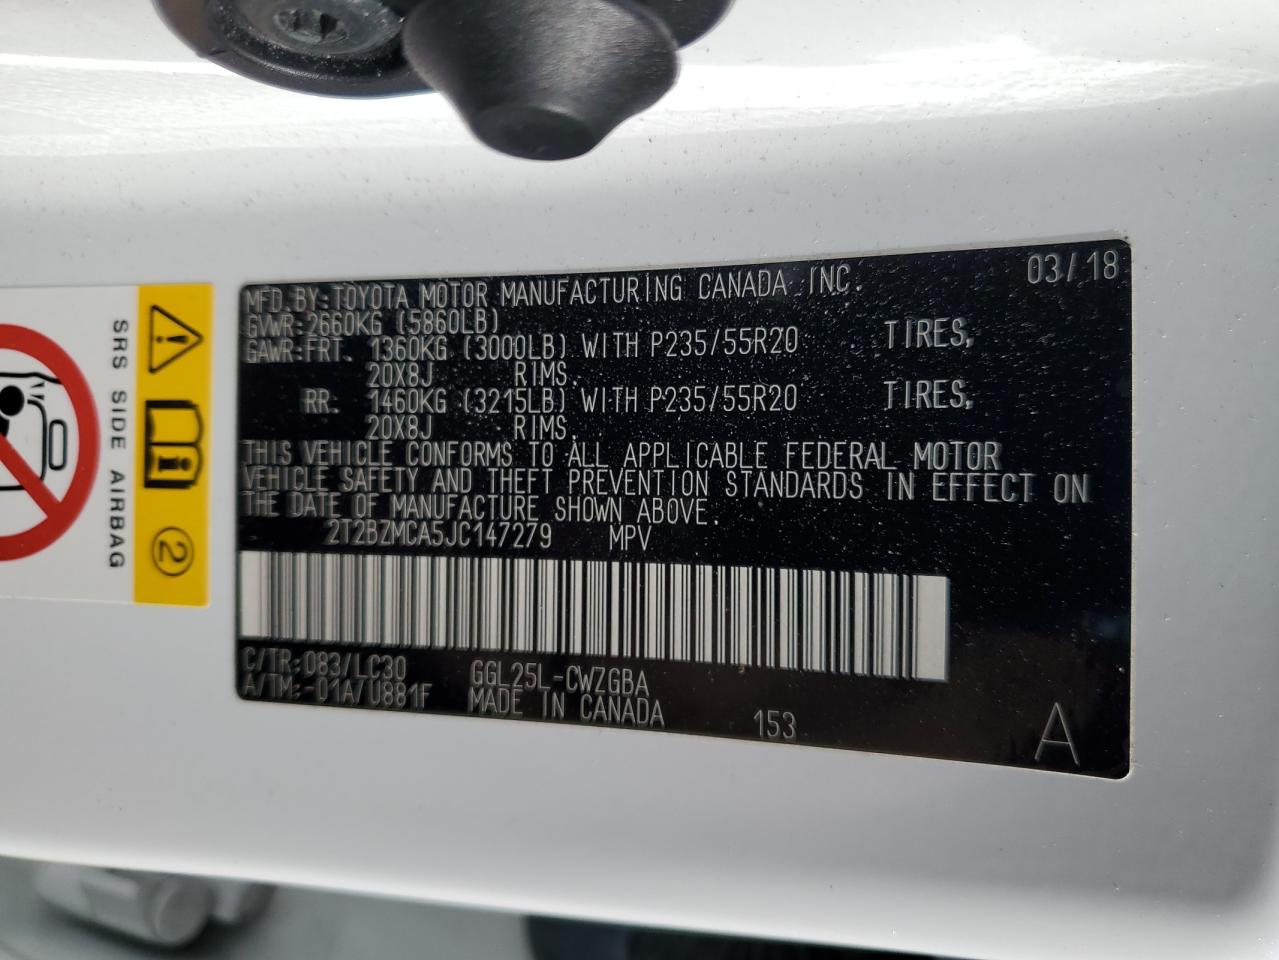 MFD.BY:TOYOTA MOTOR MANUFACTURING CANADA INC. 03/18
GVWR:2660KG (5860LB)
GAWR:FRT. 1360KG (3000LB) WITH P235/55R20 TIRES,
20X8J RIMS,
RR. 1460KG (3215LB) WITH P235/55R20 TIRES,
20X8J RIMS,
THIS VEHICLE CONFORMS TO ALL APPLICABLE FEDERAL MOTOR
VEHICLE SAFETY AND THEFT PREVENTION STANDARDS IN EFFECT ON
THE DATE OF MANUFACTURE SHOWN ABOVE.
2T2BZMCA5JC147279 MPV
C/TR:083/LC30 GGL25L-CWZGBA
A/TM:-01A/U881F MADE IN CANADA 153 A
SRS SIDE AIRBAG
2